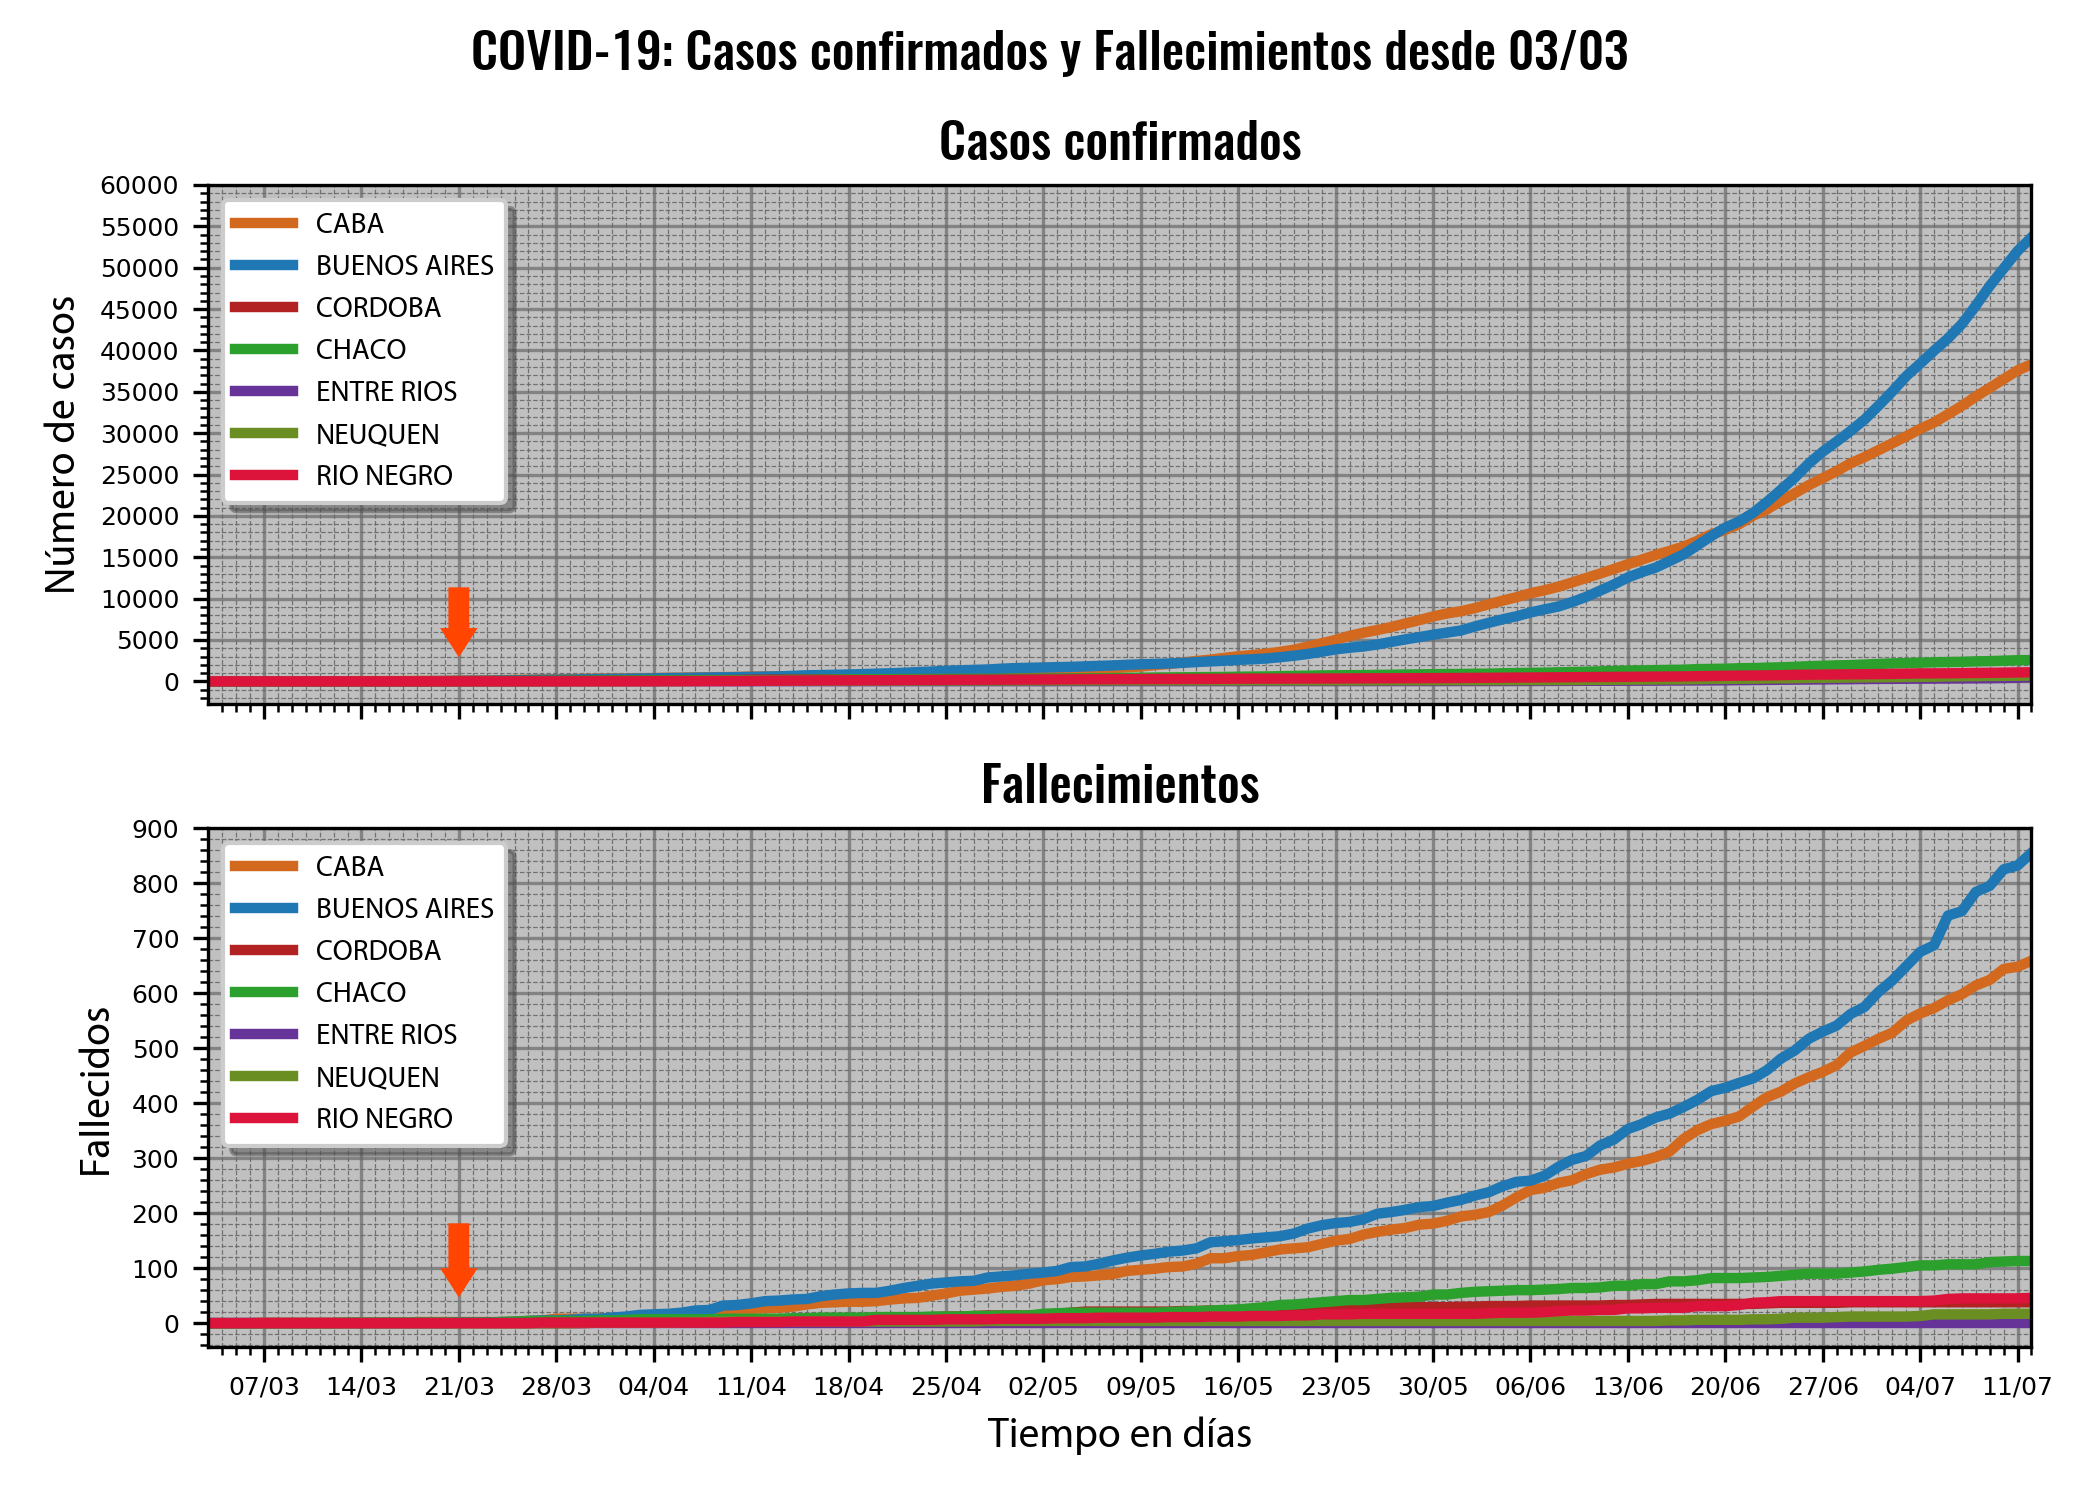 COVID-19: Casos confirmados y Fallecimientos desde 03/03
Casos confirmados
60000
55000
50000
45000
40000
35000
30000
25000
20000
15000
10000
5000
0
Número de casos
CABA
BUENOS AIRES
CORDOBA
CHACO
ENTRE RIOS
NEUQUEN
RIO NEGRO
Fallecimientos
900
800
700
600
500
400
300
200
100
0
Fallecidos
CABA
BUENOS AIRES
CORDOBA
CHACO
ENTRE RIOS
NEUQUEN
RIO NEGRO
07/03 14/03 21/03 28/03 04/04 11/04 18/04 25/04 02/05 09/05 16/05 23/05 30/05 06/06 13/06 20/06 27/06 04/07 11/07
Tiempo en días